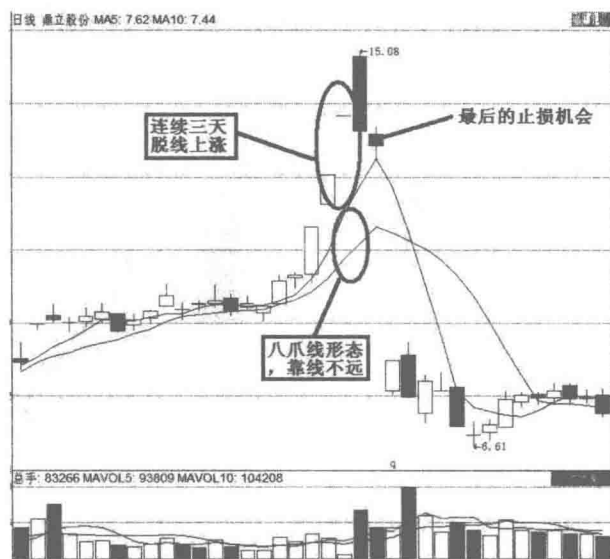 日线 鼎立股份 MA5: 7.62 MA10: 7.44
15.08
连续三天
脱线上涨
最后的止损机会
八爪线形态
，靠线不远
6.61
q
总手: 83266 MAVOL5: 93809 MAVOL10: 104208